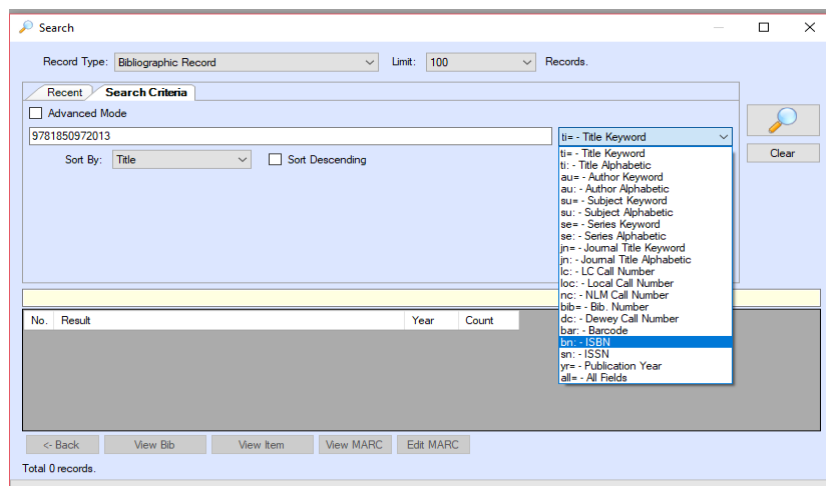 Search
Record Type: Bibliographic Record Limit: 100 Records.
Recent Search Criteria
Advanced Mode
9781850972013 ti= - Title Keyword
Sort By: Title Sort Descending Clear
ti= - Title Keyword
ti: - Title Alphabetic
au= - Author Keyword
au: - Author Alphabetic
su= - Subject Keyword
su: - Subject Alphabetic
se= - Series Keyword
se: - Series Alphabetic
jn= - Journal Title Keyword
jn: - Journal Title Alphabetic
lc: - LC Call Number
loc: - Local Call Number
nc: - NLM Call Number
bib= - Bib. Number
dc: - Dewey Call Number
bar: - Barcode
bn: - ISBN
sn: - ISSN
yr= - Publication Year
all= - All Fields
No. Result Year Count
<- Back View Bib View Item View MARC Edit MARC
Total 0 records.